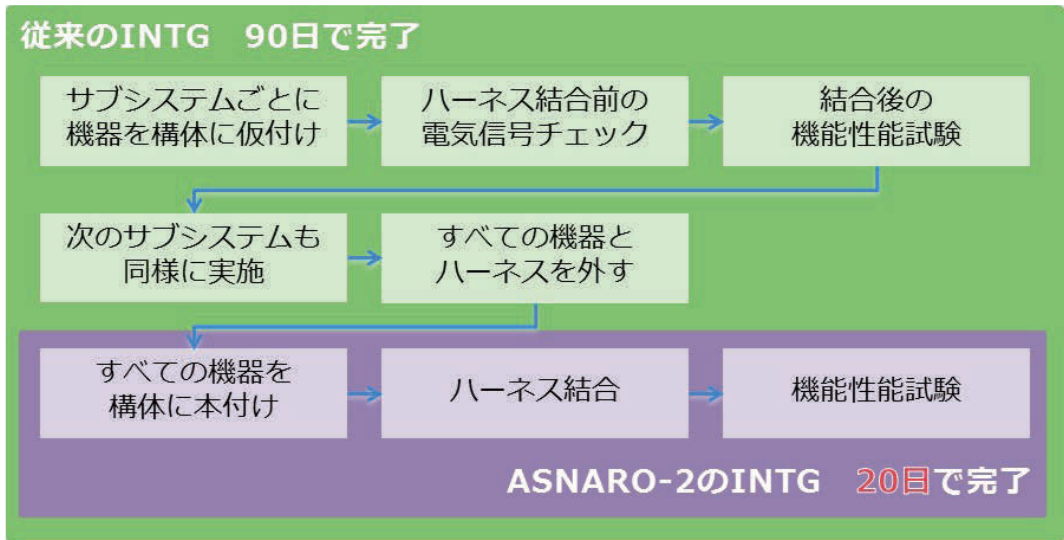 従来のINTG　90日で完了
サブシステムごとに
機器を構体に仮付け
ハーネス結合前の
電気信号チェック
結合後の
機能性能試験
次のサブシステムも
同様に実施
すべての機器と
ハーネスを外す
すべての機器を
構体に本付け
ハーネス結合
機能性能試験
ASNARO-2のINTG　20日で完了